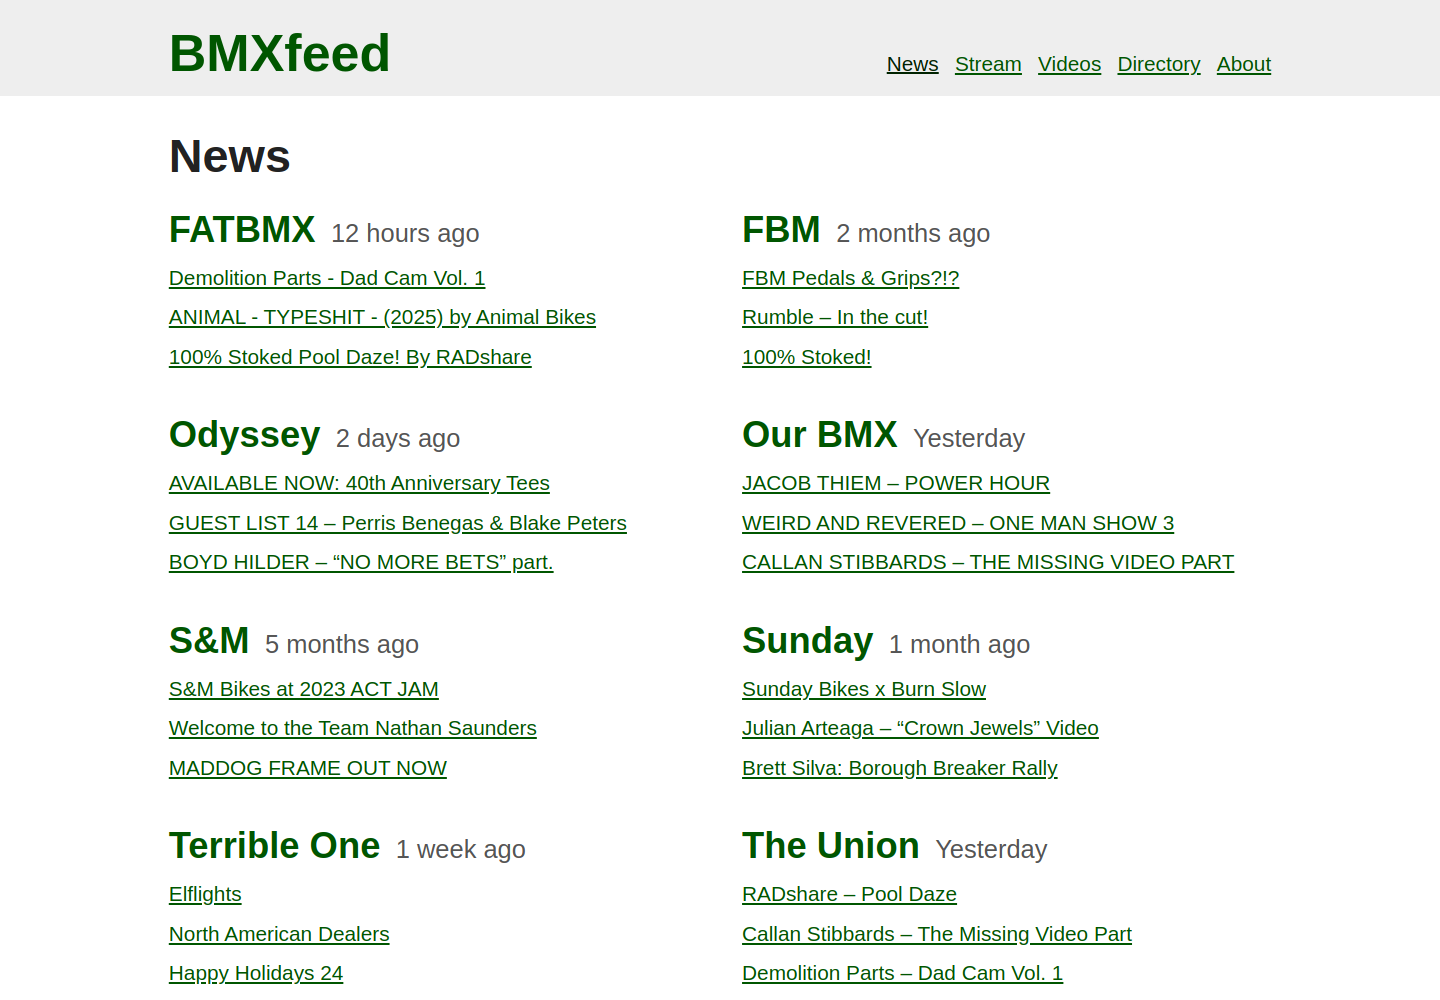 BMXfeed
News Stream Videos Directory About
News
FATBMX 12 hours ago
Demolition Parts - Dad Cam Vol. 1
ANIMAL - TYPESHIT - (2025) by Animal Bikes
100% Stoked Pool Daze! By RADshare
FBM 2 months ago
FBM Pedals & Grips?!?
Rumble – In the cut!
100% Stoked!
Odyssey 2 days ago
AVAILABLE NOW: 40th Anniversary Tees
GUEST LIST 14 – Perris Benegas & Blake Peters
BOYD HILDER – “NO MORE BETS” part.
Our BMX Yesterday
JACOB THIEM – POWER HOUR
WEIRD AND REVERED – ONE MAN SHOW 3
CALLAN STIBBARDS – THE MISSING VIDEO PART
S&M 5 months ago
S&M Bikes at 2023 ACT JAM
Welcome to the Team Nathan Saunders
MADDOG FRAME OUT NOW
Sunday 1 month ago
Sunday Bikes x Burn Slow
Julian Arteaga – “Crown Jewels” Video
Brett Silva: Borough Breaker Rally
Terrible One 1 week ago
Elflights
North American Dealers
Happy Holidays 24
The Union Yesterday
RADshare – Pool Daze
Callan Stibbards – The Missing Video Part
Demolition Parts – Dad Cam Vol. 1